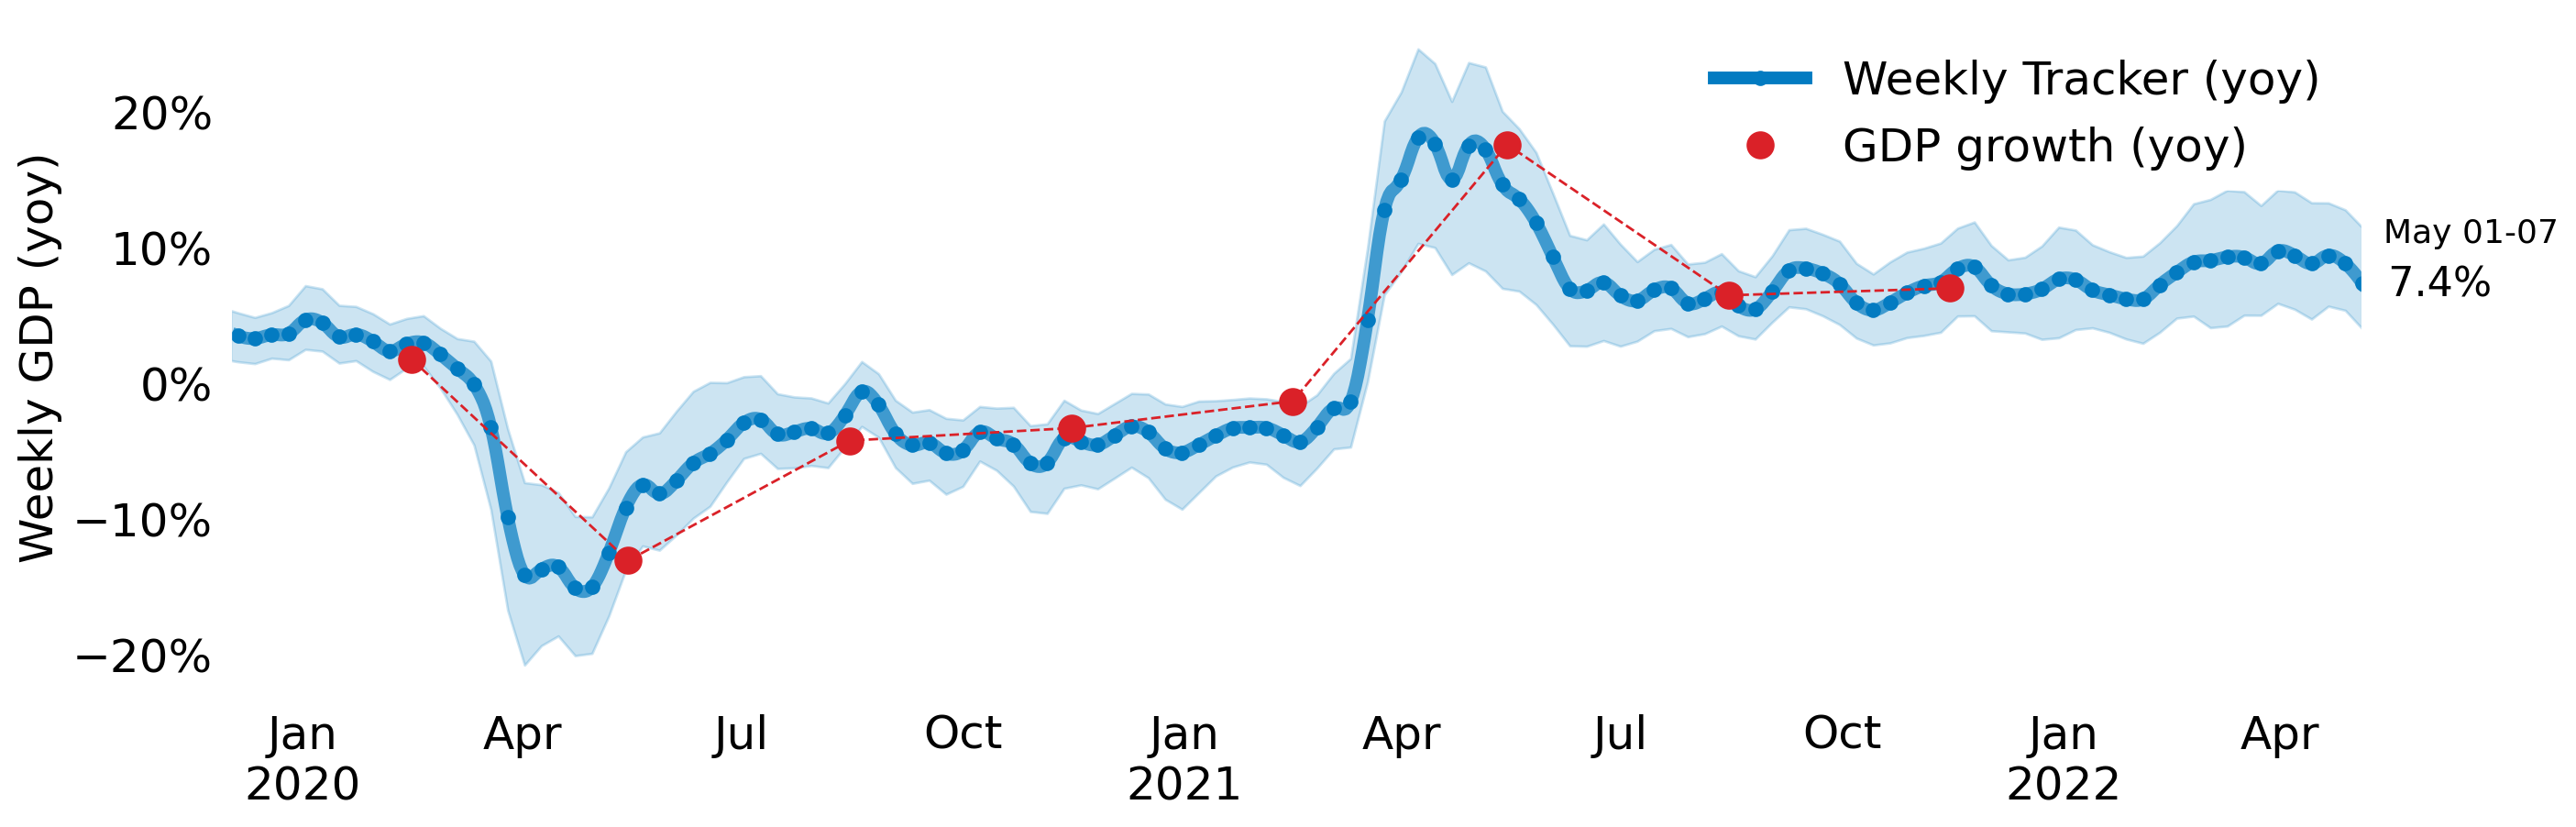 Weekly Tracker (yoy)
GDP growth (yoy)
Weekly GDP (yoy)
20%
10%
0%
−10%
−20%
May 01-07
7.4%
Jan Apr Jul Oct Jan Apr Jul Oct Jan Apr
2020 2021 2022